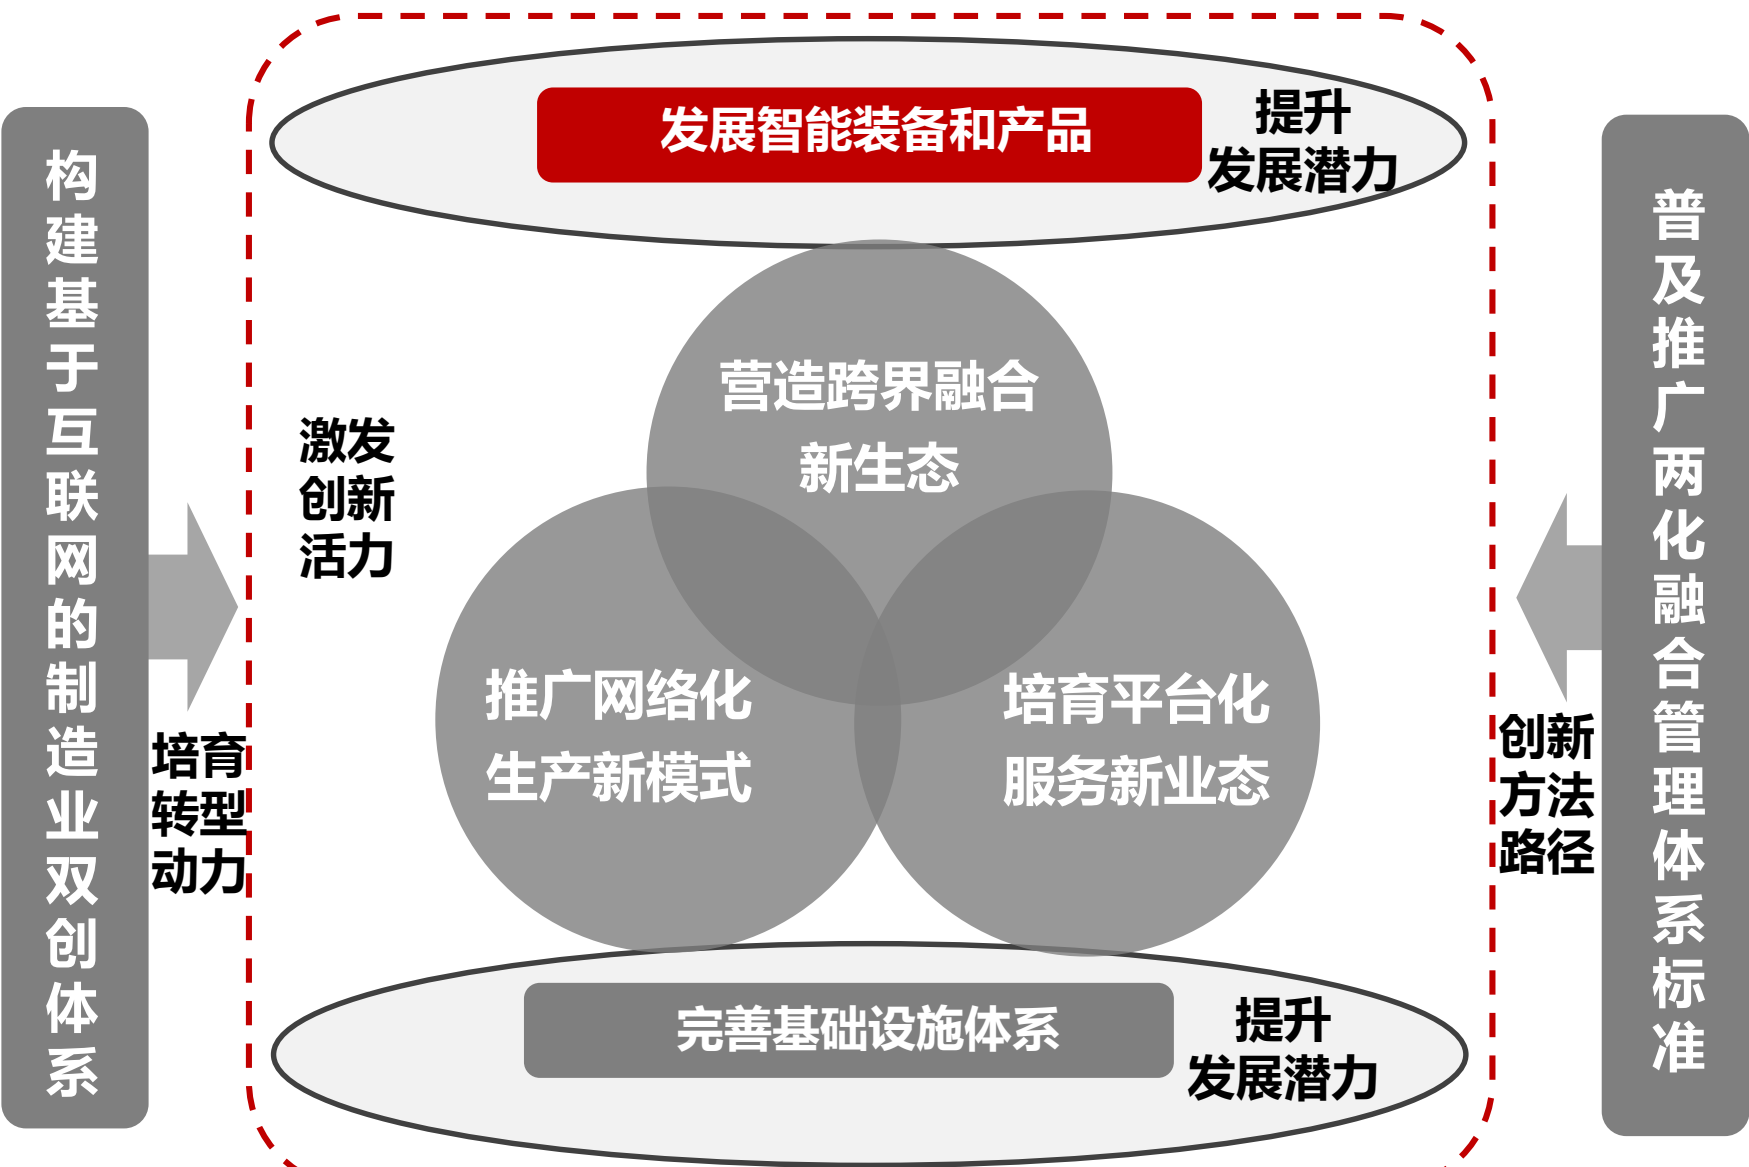 发展智能装备和产品
提升
发展潜力
构建基于互联网的制造业双创体系
普及推广两化融合管理体系标准
营造跨界融合
新生态
激发
创新
活力
推广网络化
生产新模式
培育平台化
服务新业态
培育
转型
动力
创新
方法
路径
完善基础设施体系
提升
发展潜力